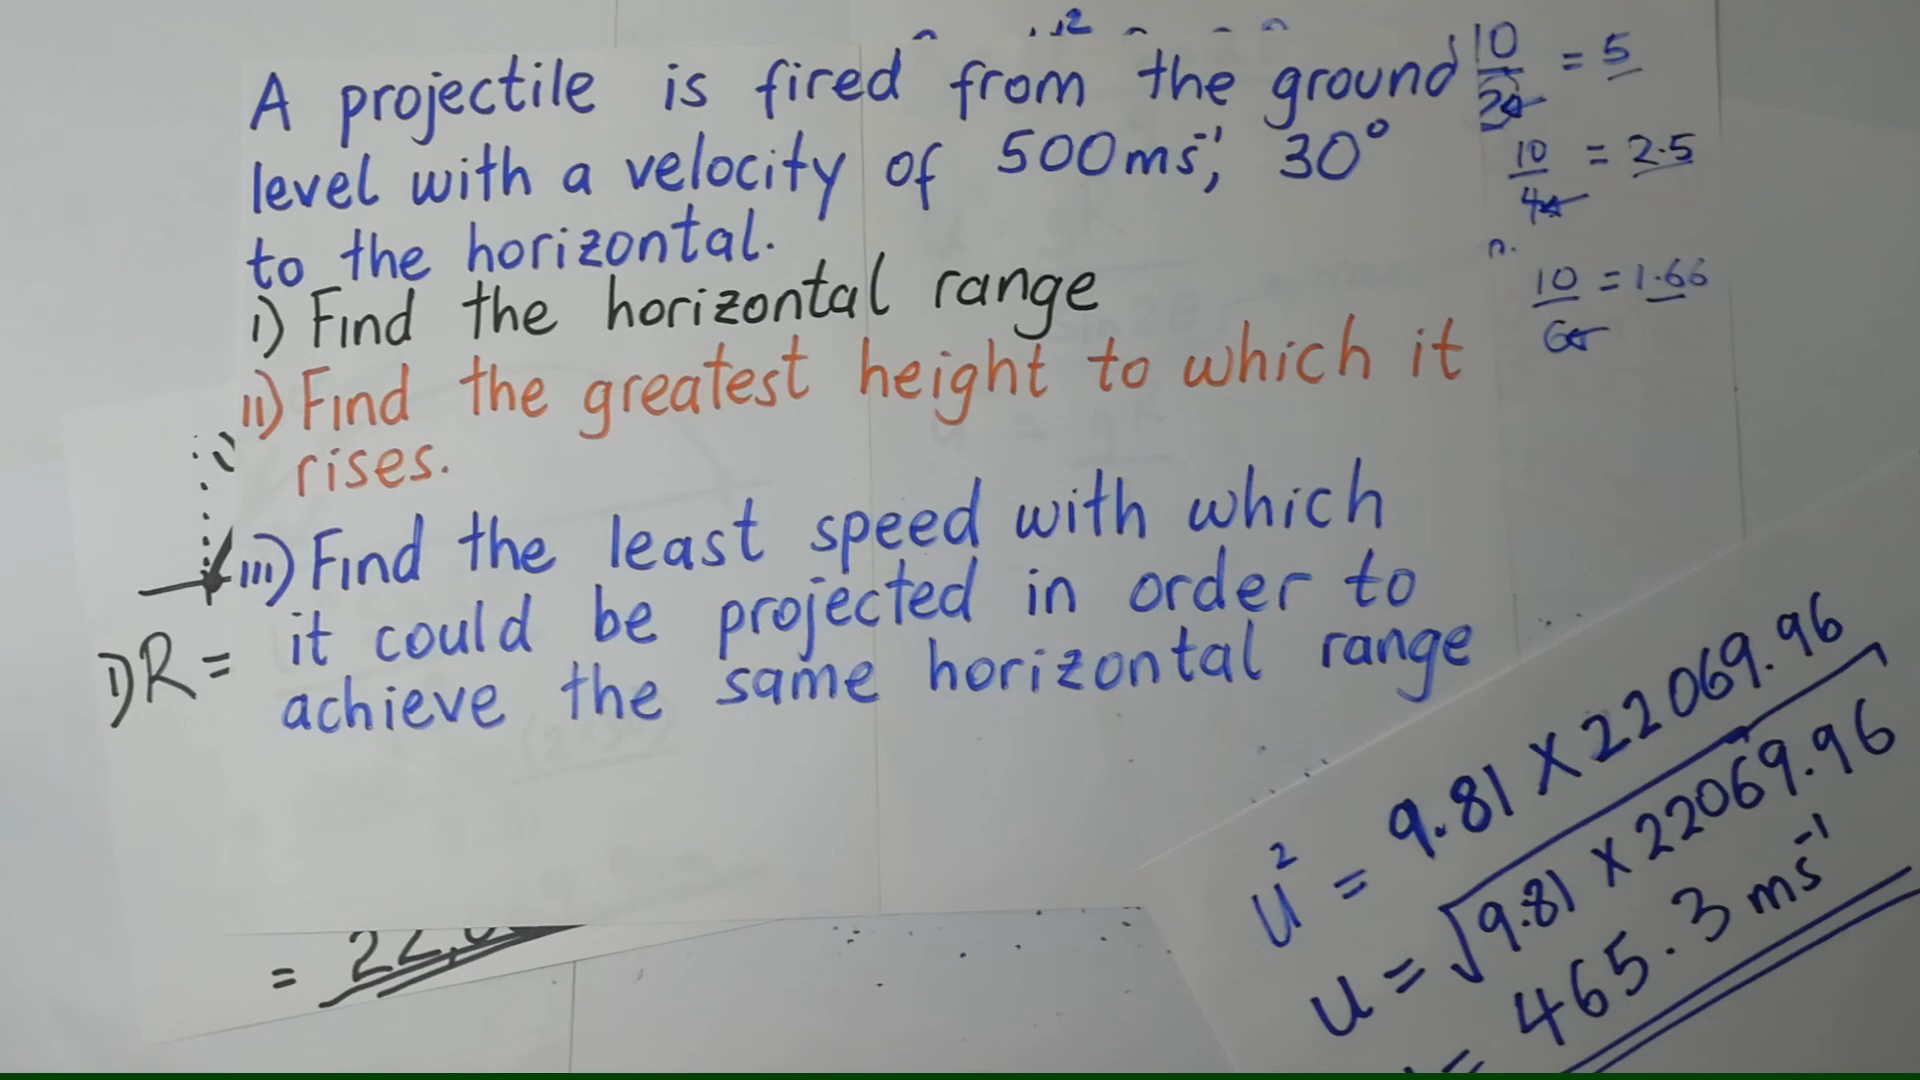 A projectile is fired from the ground
level with a velocity of 500ms⁻¹, 30°
to the horizontal.
i) Find the horizontal range
ii) Find the greatest height to which it
rises.
iii) Find the least speed with which
it could be projected in order to
achieve the same horizontal range
10/2 = 5
10/4 = 2.5
10/6 = 1.66
i) R =
u² = 9.81 × 22069.96
u = √9.81 × 22069.96
= 465.3 ms⁻¹